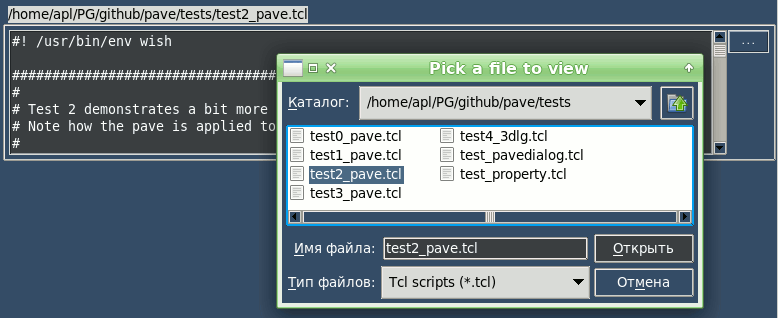 /home/apl/PG/github/pave/tests/test2_pave.tcl
#! /usr/bin/env wish
...
#################################
#
# Test 2 demonstrates a bit more
# Note how the pave is applied to
#
Pick a file to view
Каталог: /home/apl/PG/github/pave/tests
test0_pave.tcl
test1_pave.tcl
test2_pave.tcl
test3_pave.tcl
test4_3dlg.tcl
test_pavedialog.tcl
test_property.tcl
Имя файла: test2_pave.tcl Открыть
Тип файлов: Tcl scripts (*.tcl) Отмена